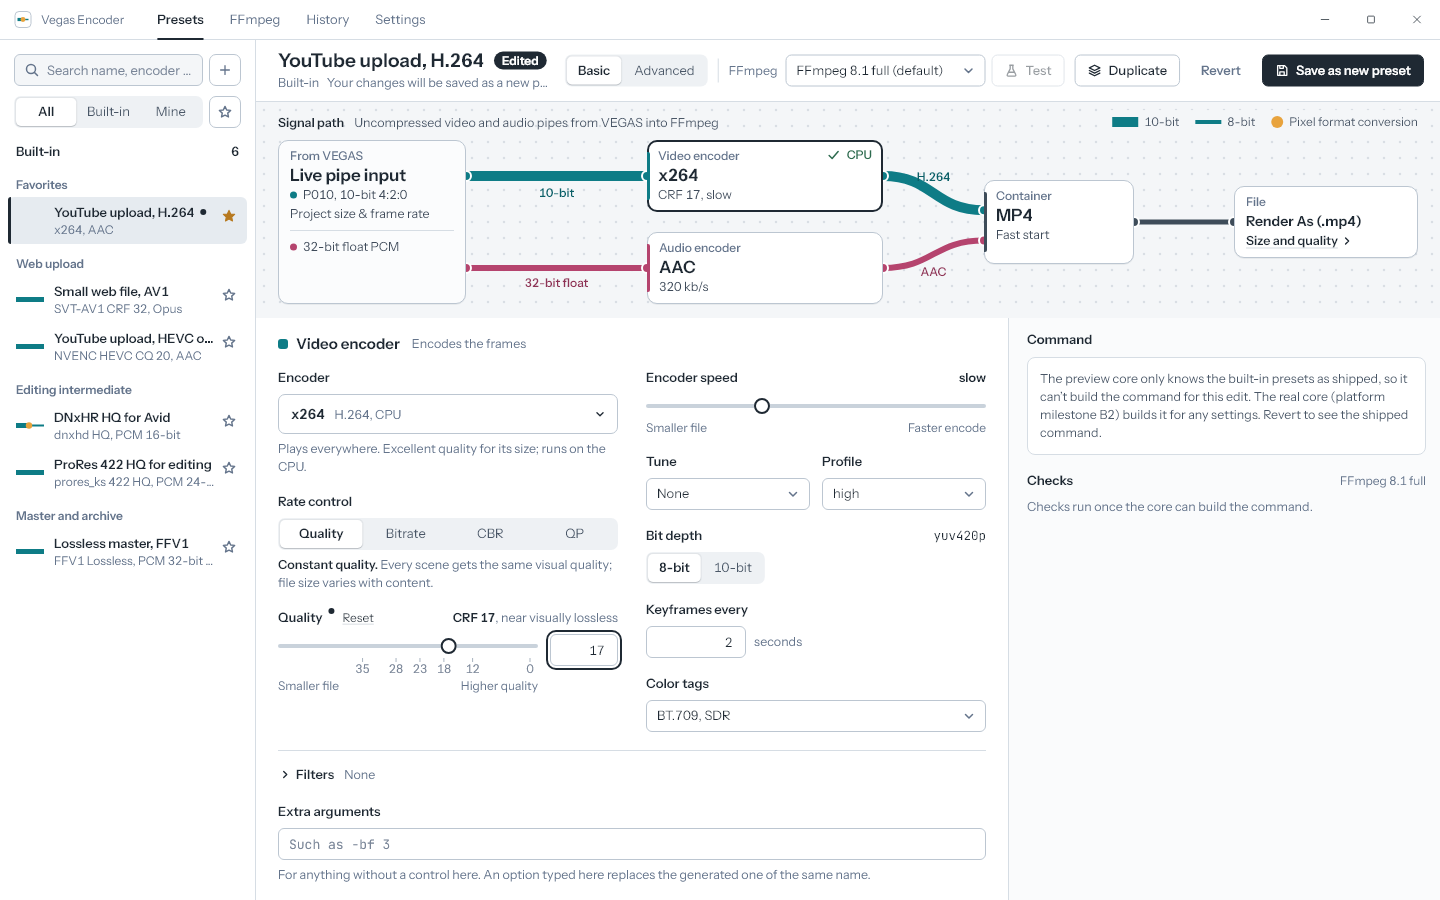 Vegas Encoder
Presets
FFmpeg
History
Settings
Search name, encoder ...
All
Built-in
Mine
Built-in
6
Favorites
YouTube upload, H.264
x264, AAC
Web upload
Small web file, AV1
SVT-AV1 CRF 32, Opus
YouTube upload, HEVC o...
NVENC HEVC CQ 20, AAC
Editing intermediate
DNxHR HQ for Avid
dnxhd HQ, PCM 16-bit
ProRes 422 HQ for editing
prores_ks 422 HQ, PCM 24-...
Master and archive
Lossless master, FFV1
FFV1 Lossless, PCM 32-bit ...
YouTube upload, H.264
Edited
Built-in Your changes will be saved as a new p...
Basic
Advanced
FFmpeg
FFmpeg 8.1 full (default)
Test
Duplicate
Revert
Save as new preset
Signal path
Uncompressed video and audio pipes from VEGAS into FFmpeg
10-bit
8-bit
Pixel format conversion
From VEGAS
Live pipe input
P010, 10-bit 4:2:0
Project size & frame rate
32-bit float PCM
10-bit
32-bit float
Video encoder
CPU
x264
CRF 17, slow
Audio encoder
AAC
320 kb/s
H.264
AAC
Container
MP4
Fast start
File
Render As (.mp4)
Size and quality
Video encoder
Encodes the frames
Encoder
x264 H.264, CPU
Plays everywhere. Excellent quality for its size; runs on the
CPU.
Rate control
Quality
Bitrate
CBR
QP
Constant quality. Every scene gets the same visual quality;
file size varies with content.
Quality
Reset
CRF 17, near visually lossless
17
35 28 23 18 12 0
Smaller file
Higher quality
Encoder speed
slow
Smaller file
Faster encode
Tune
Profile
None
high
Bit depth
yuv420p
8-bit
10-bit
Keyframes every
2
seconds
Color tags
BT.709, SDR
Filters None
Extra arguments
Such as -bf 3
For anything without a control here. An option typed here replaces the generated one of the same name.
Command
The preview core only knows the built-in presets as shipped, so it
can't build the command for this edit. The real core (platform
milestone B2) builds it for any settings. Revert to see the shipped
command.
Checks
FFmpeg 8.1 full
Checks run once the core can build the command.